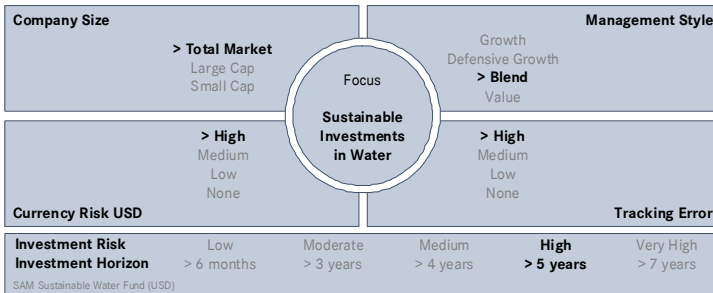 Company Size
> Total Market
Large Cap
Small Cap
Management Style
Growth
Defensive Growth
> Blend
Value
Focus
Sustainable
Investments
in Water
> High
Medium
Low
None
Currency Risk USD
> High
Medium
Low
None
Tracking Error
Investment Risk Low Moderate Medium High Very High
Investment Horizon > 6 months > 3 years > 4 years > 5 years > 7 years
SAM Sustainable Water Fund (USD)